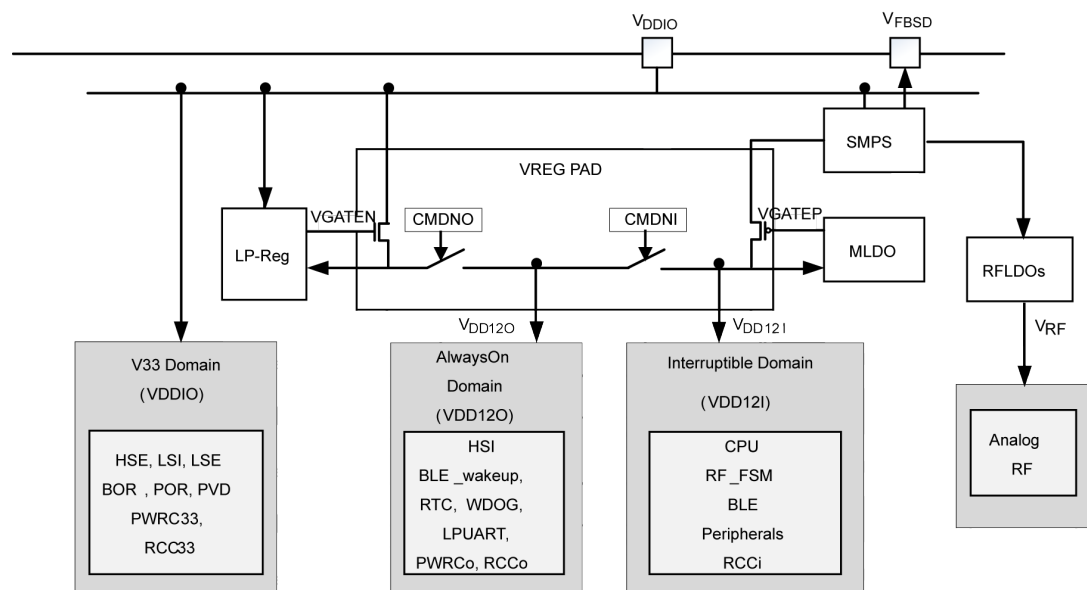 VDDIO
VFBSD
SMPS
VREG PAD
VGATEN
CMDNO
CMDNI
VGATEP
LP-Reg
MLDO
RFLDOs
VDD12O
VDD12I
VRF
V33 Domain
(VDDIO)
HSE, LSI, LSE
BOR , POR, PVD
PWRC33,
RCC33
AlwaysOn
Domain
(VDD12O)
HSI
BLE _wakeup,
RTC, WDOG,
LPUART,
PWRCo, RCCo
Interruptible Domain
(VDD12I)
CPU
RF _FSM
BLE
Peripherals
RCCi
Analog
RF